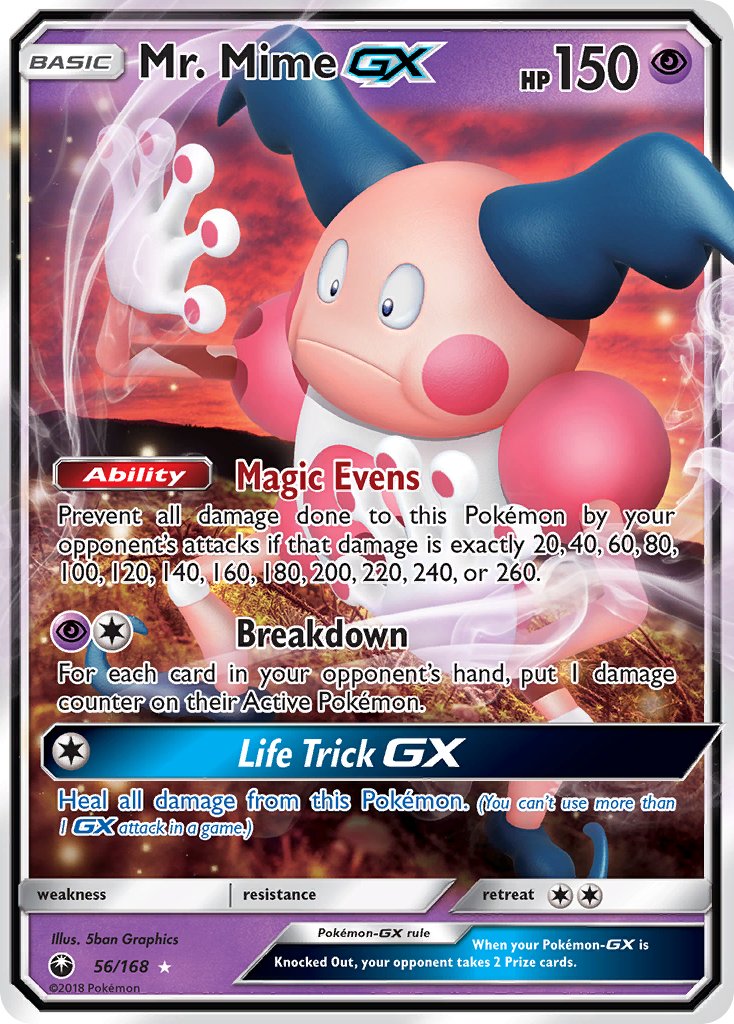 BASIC Mr. Mime GX HP 150
Ability Magic Evens
Prevent all damage done to this Pokémon by your
opponent's attacks if that damage is exactly 20, 40, 60, 80,
100, 120, 140, 160, 180, 200, 220, 240, or 260.
Breakdown
For each card in your opponent's hand, put 1 damage
counter on their Active Pokémon.
Life Trick GX
Heal all damage from this Pokémon. (You can't use more than
1 GX attack in a game.)
weakness resistance retreat
Illus. 5ban Graphics
56/168
©2018 Pokémon
Pokémon-GX rule
When your Pokémon-GX is
Knocked Out, your opponent takes 2 Prize cards.